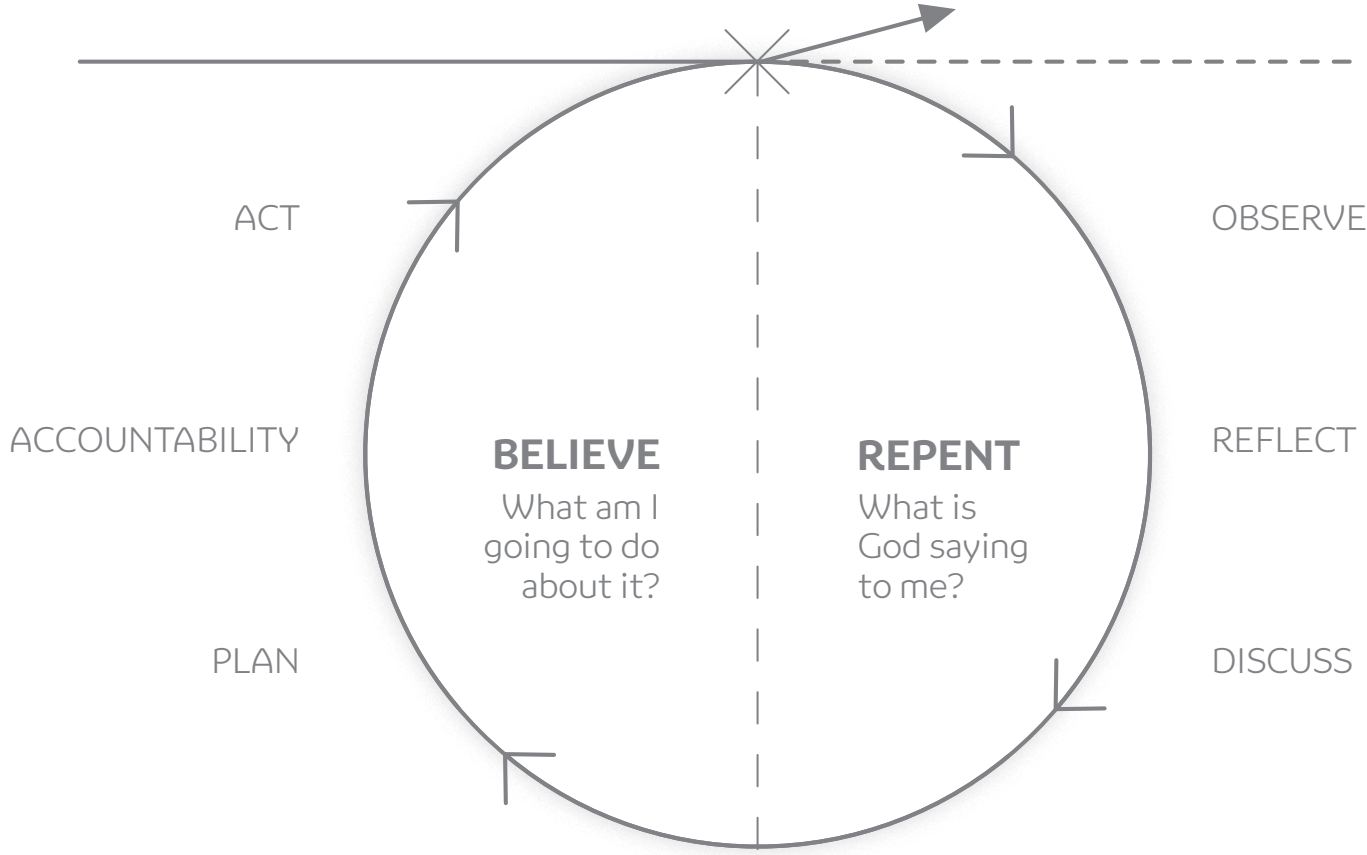 ACT
OBSERVE
ACCOUNTABILITY
REFLECT
BELIEVE
What am I
going to do
about it?
REPENT
What is
God saying
to me?
PLAN
DISCUSS